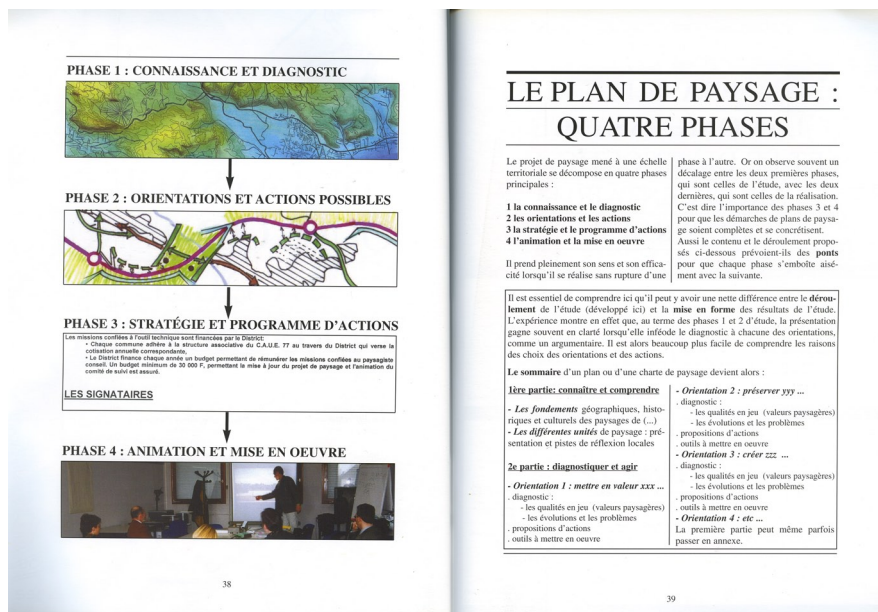 PHASE 1 : CONNAISSANCE ET DIAGNOSTIC
PHASE 2 : ORIENTATIONS ET ACTIONS POSSIBLES
PHASE 3 : STRATÉGIE ET PROGRAMME D'ACTIONS
Les missions confiées à l'outil technique sont financées par le District:
• Chaque commune adhère à la structure associative du C.A.U.E. 77 au travers du District qui verse la
cotisation annuelle correspondante,
• Le District finance chaque année un budget permettant de rémunérer les missions confiées au paysagiste
conseil. Un budget minimum de 30 000 F, permettant la mise à jour du projet de paysage et l'animation du
comité de suivi est assuré.
LES SIGNATAIRES
PHASE 4 : ANIMATION ET MISE EN OEUVRE
38
LE PLAN DE PAYSAGE :
QUATRE PHASES
Le projet de paysage mené à une échelle
territoriale se décompose en quatre phases
principales :
1 la connaissance et le diagnostic
2 les orientations et les actions
3 la stratégie et le programme d'actions
4 l'animation et la mise en oeuvre
Il prend pleinement son sens et son effica-
cité lorsqu'il se réalise sans rupture d'une
phase à l'autre. Or on observe souvent un
décalage entre les deux premières phases,
qui sont celles de l'étude, avec les deux
dernières, qui sont celles de la réalisation.
C'est dire l'importance des phases 3 et 4
pour que les démarches de plans de paysa-
ge soient complètes et se concrétisent.
Aussi le contenu et le déroulement propo-
sés ci-dessous prévoient-ils des ponts
pour que chaque phase s'emboîte aisé-
ment avec la suivante.
Il est essentiel de comprendre ici qu'il peut y avoir une nette différence entre le dérou-
lement de l'étude (développé ici) et la mise en forme des résultats de l'étude.
L'expérience montre en effet que, au terme des phases 1 et 2 d'étude, la présentation
gagne souvent en clarté lorsqu'elle inféode le diagnostic à chacune des orientations,
comme un argumentaire. Il est alors beaucoup plus facile de comprendre les raisons
des choix des orientations et des actions.
Le sommaire d'un plan ou d'une charte de paysage devient alors :
1ère partie: connaître et comprendre
- Les fondements géographiques, histo-
riques et culturels des paysages de (...)
- Les différentes unités de paysage : pré-
sentation et pistes de réflexion locales
2e partie : diagnostiquer et agir
- Orientation 1 : mettre en valeur xxx ...
. diagnostic :
- les qualités en jeu (valeurs paysagères)
- les évolutions et les problèmes
. propositions d'actions
. outils à mettre en oeuvre
- Orientation 2 : préserver yyy ...
. diagnostic :
- les qualités en jeu (valeurs paysagères)
- les évolutions et les problèmes
. propositions d'actions
. outils à mettre en oeuvre
- Orientation 3 : créer zzz ...
. diagnostic :
- les qualités en jeu (valeurs paysagères)
- les évolutions et les problèmes
. propositions d'actions
. outils à mettre en oeuvre
- Orientation 4 : etc ...
La première partie peut même parfois
passer en annexe.
39